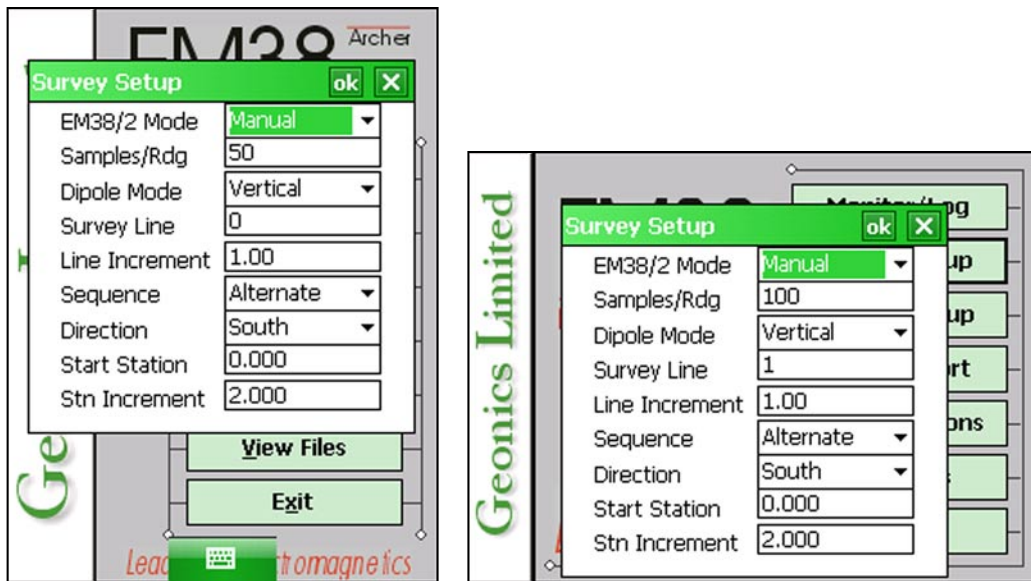 EM38
Archer
Survey Setup ok
EM38/2 Mode Manual
Samples/Rdg 50
Dipole Mode Vertical
Survey Line 0
Line Increment 1.00
Sequence Alternate
Direction South
Start Station 0.000
Stn Increment 2.000
View Files
Exit
Geonics Limited
Monitor/Log
Survey Setup ok
EM38/2 Mode Manual
Samples/Rdg 100
Dipole Mode Vertical
Survey Line 1
Line Increment 1.00
Sequence Alternate
Direction South
Start Station 0.000
Stn Increment 2.000